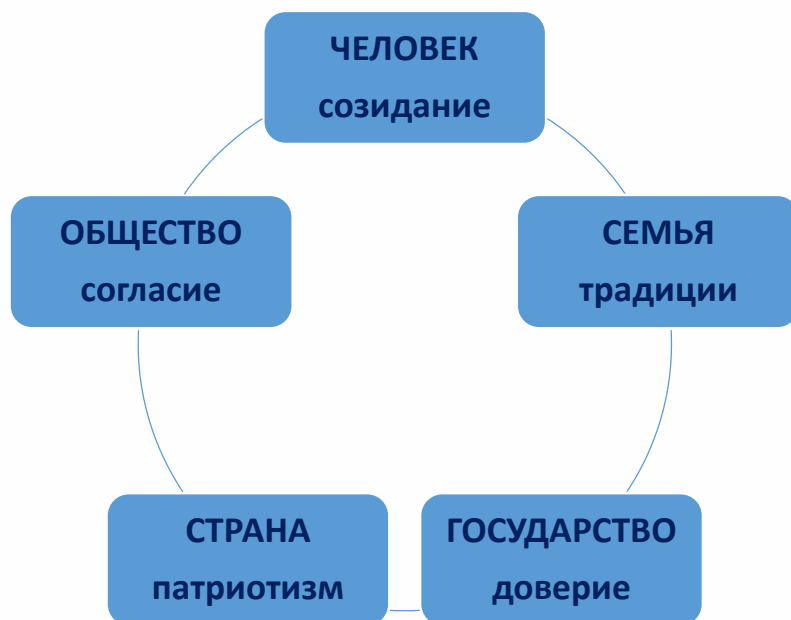 ЧЕЛОВЕК
созидание
ОБЩЕСТВО
согласие
СЕМЬЯ
традиции
СТРАНА
патриотизм
ГОСУДАРСТВО
доверие